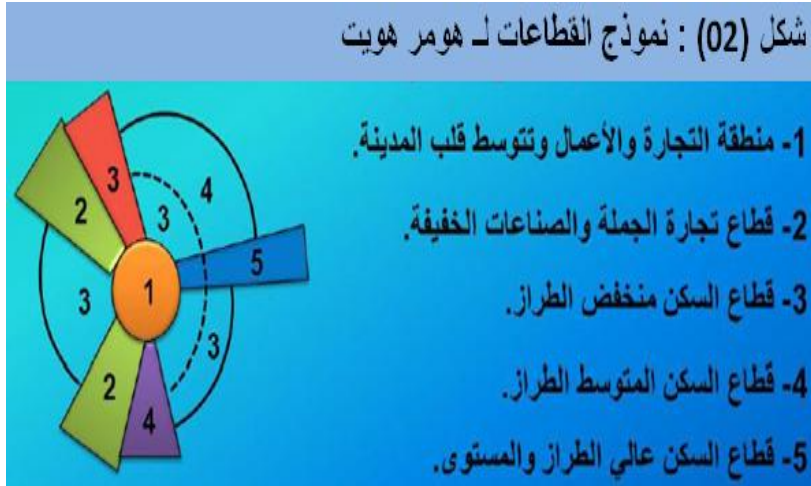 شكل (02) : نموذج القطاعات لـ هومر هويت
1- منطقة التجارة والأعمال وتتوسط قلب المدينة.
2- قطاع تجارة الجملة والصناعات الخفيفة.
3- قطاع السكن منخفض الطراز.
4- قطاع السكن المتوسط الطراز.
5- قطاع السكن عالي الطراز والمستوى.
3
4
2
3
5
1
3
3
2
4